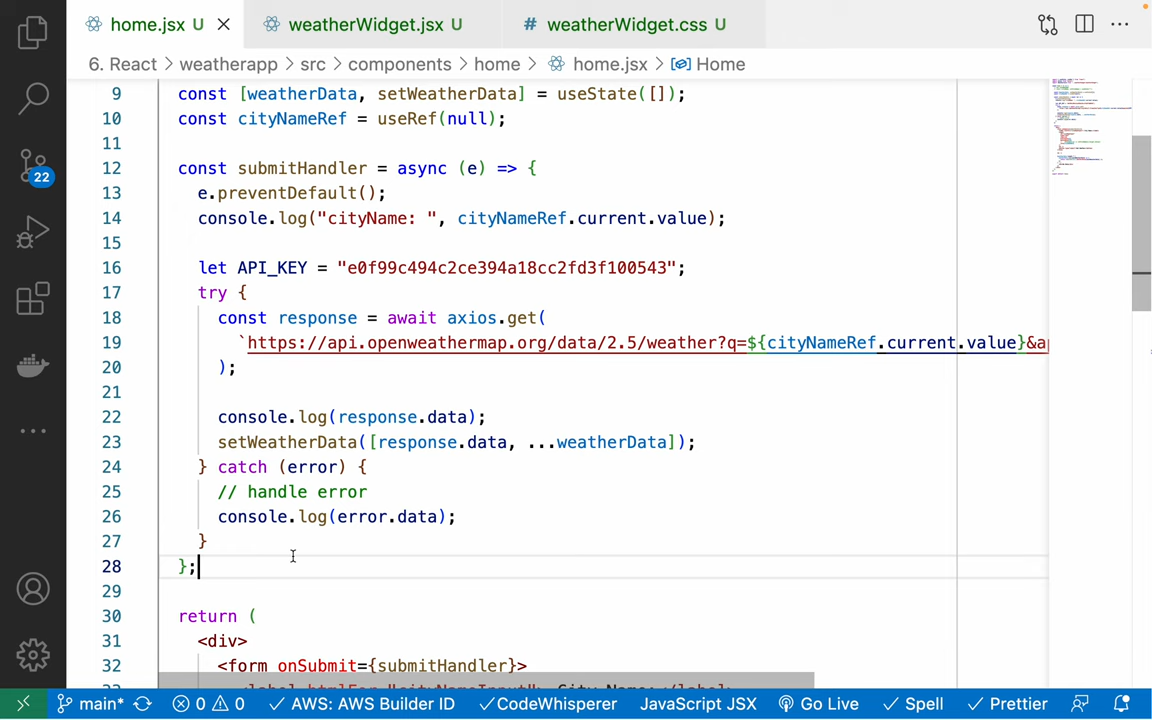 home.jsx U
weatherWidget.jsx U
# weatherWidget.css U
6. React > weatherapp > src > components > home > home.jsx > Home
9 const [weatherData, setWeatherData] = useState([]);
10 const cityNameRef = useRef(null);
11
12 const submitHandler = async (e) => {
13 e.preventDefault();
14 console.log("cityName: ", cityNameRef.current.value);
15
16 let API_KEY = "e0f99c494c2ce394a18cc2fd3f100543";
17 try {
18 const response = await axios.get(
19 `https://api.openweathermap.org/data/2.5/weather?q=${cityNameRef.current.value}&a
20 );
21
22 console.log(response.data);
23 setWeatherData([response.data, ...weatherData]);
24 } catch (error) {
25 // handle error
26 console.log(error.data);
27 }
28 };
29
30 return (
31 <div>
32 <form onSubmit={submitHandler}>
22
main* 0 0 AWS: AWS Builder ID CodeWhisperer JavaScript JSX Go Live Spell Prettier